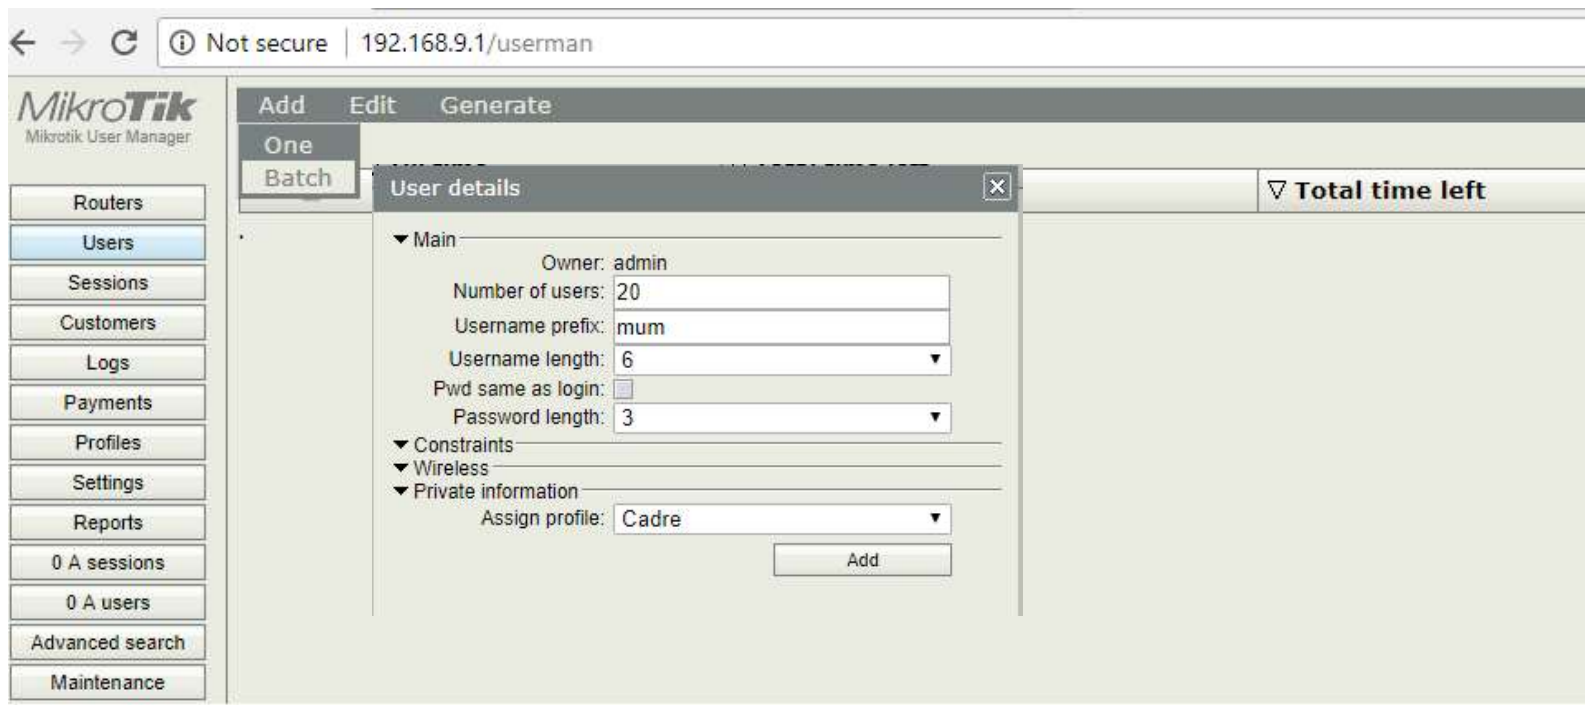 Not secure | 192.168.9.1/userman
MikroTik
Mikrotik User Manager
Add Edit Generate
One
Batch
Total time left
Routers
Users
Sessions
Customers
Logs
Payments
Profiles
Settings
Reports
0 A sessions
0 A users
Advanced search
Maintenance
User details
Main
Owner: admin
Number of users: 20
Username prefix: mum
Username length: 6
Pwd same as login:
Password length: 3
Constraints
Wireless
Private information
Assign profile: Cadre
Add